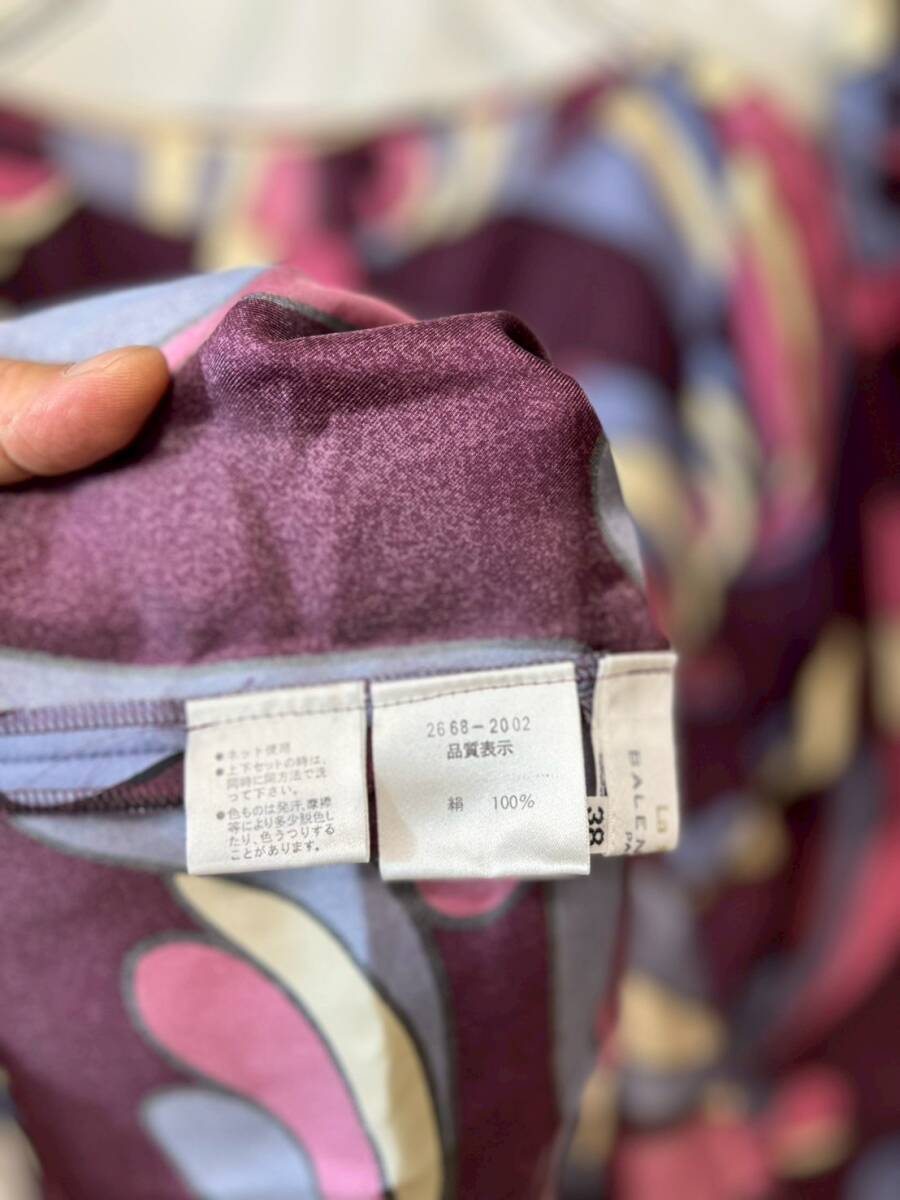 ●ネット使用
●上下セットの時は、
同時に同方法で洗
って下さい。
●色ものは発汗、摩擦
等により多少脱色し
たり、色うつりする
ことがあります。
2668-2002
品質表示
絹 100%
38
La
BALEN
PA